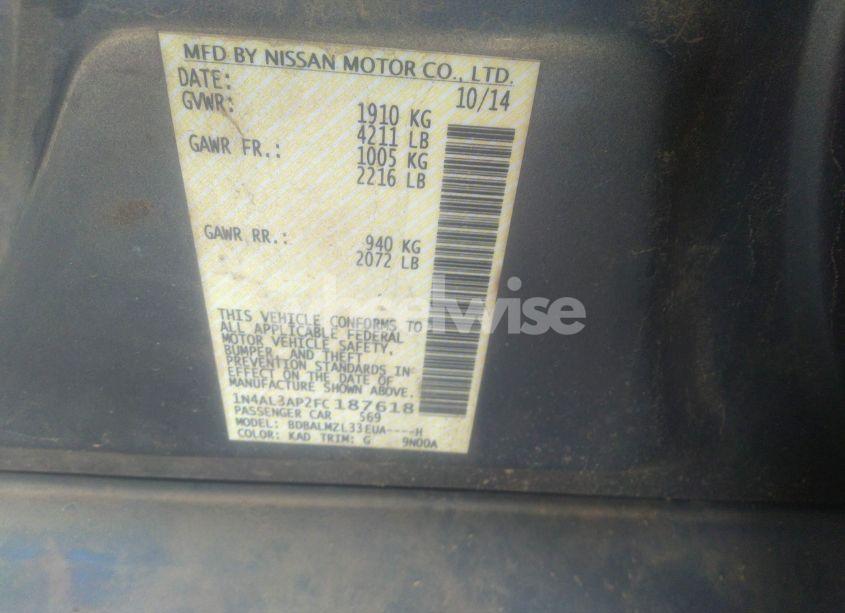 MFD BY NISSAN MOTOR CO., LTD.
DATE: 10/14
GVWR: 1910 KG
4211 LB
GAWR FR.: 1005 KG
2216 LB
GAWR RR.: 940 KG
2072 LB
wheelwise
THIS VEHICLE CONFORMS TO
ALL APPLICABLE FEDERAL
MOTOR VEHICLE SAFETY,
BUMPER, AND THEFT
PREVENTION STANDARDS IN
EFFECT ON THE DATE OF
MANUFACTURE SHOWN ABOVE.
1N4AL3AP2FC187618
PASSENGER CAR 569
MODEL: BDBALMZL33EUA----H
COLOR: KAD TRIM: G 9N00A